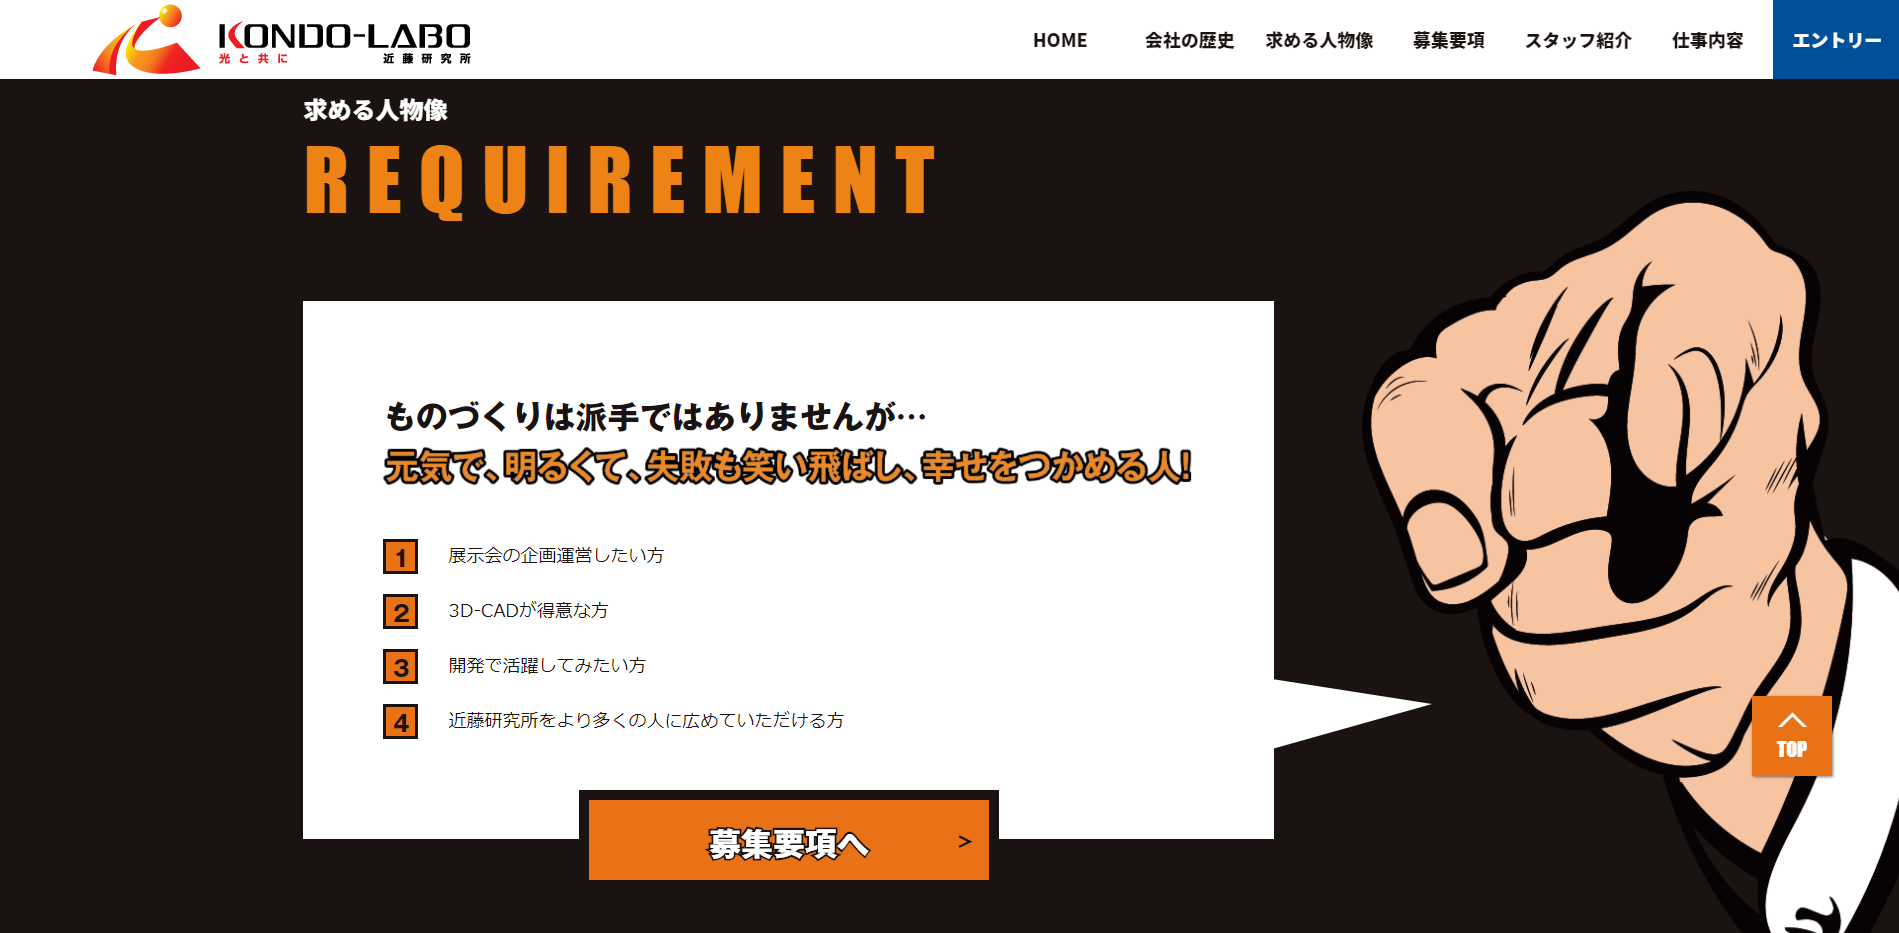 KONDO-LABO
光と共に 近藤研究所
HOME 会社の歴史 求める人物像 募集要項 スタッフ紹介 仕事内容 エントリー
求める人物像
REQUIREMENT
ものづくりは派手ではありませんが…
元気で、明るくて、失敗も笑い飛ばし、幸せをつかめる人!
1 展示会の企画運営したい方
2 3D-CADが得意な方
3 開発で活躍してみたい方
4 近藤研究所をより多くの人に広めていただける方
TOP
募集要項へ >